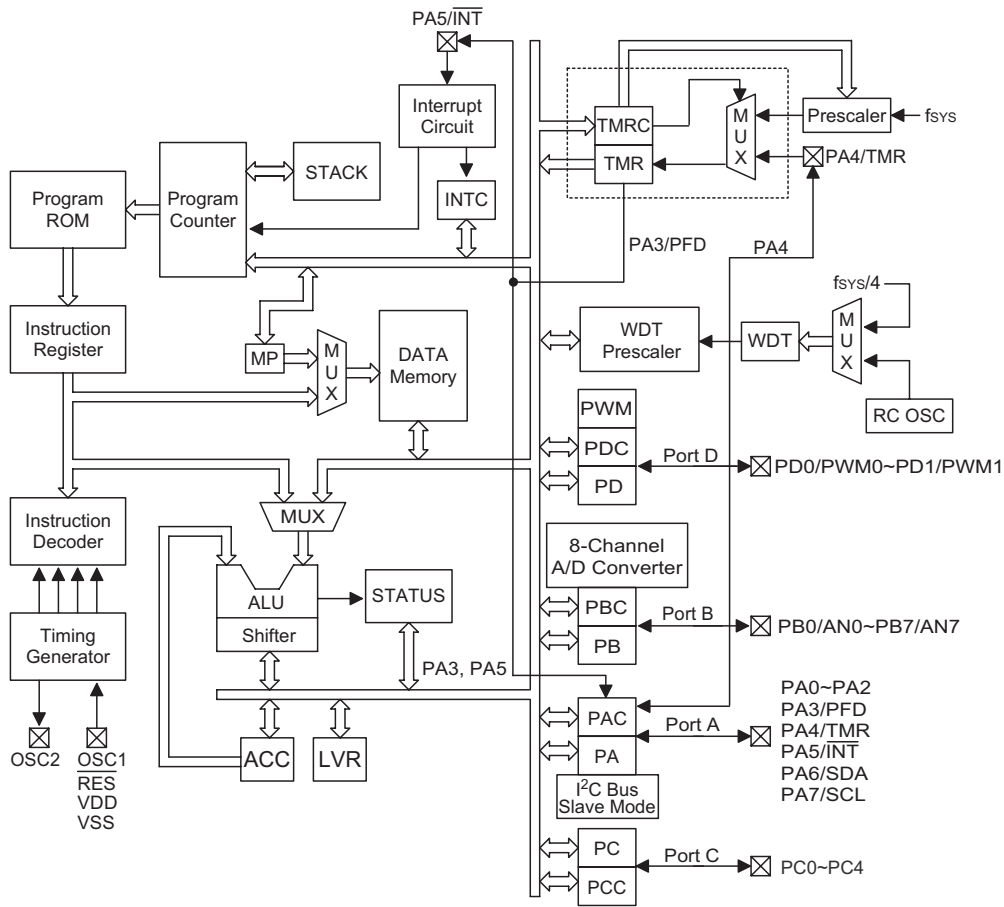 PA5/INT
Interrupt
Circuit
INTC
STACK
Program
Counter
Program
ROM
Instruction
Register
MP
M
U
X
DATA
Memory
MUX
Instruction
Decoder
ALU
Shifter
STATUS
Timing
Generator
OSC2
OSC1
RES
VDD
VSS
ACC
LVR
PA3, PA5
TMRC
TMR
M
U
X
Prescaler
fSYS
PA4/TMR
PA3/PFD
PA4
fSYS/4
WDT
Prescaler
WDT
M
U
X
RC OSC
PWM
PDC
PD
Port D
PD0/PWM0~PD1/PWM1
8-Channel
A/D Converter
PBC
PB
Port B
PB0/AN0~PB7/AN7
PAC
PA
Port A
I2C Bus
Slave Mode
PA0~PA2
PA3/PFD
PA4/TMR
PA5/INT
PA6/SDA
PA7/SCL
PC
PCC
Port C
PC0~PC4